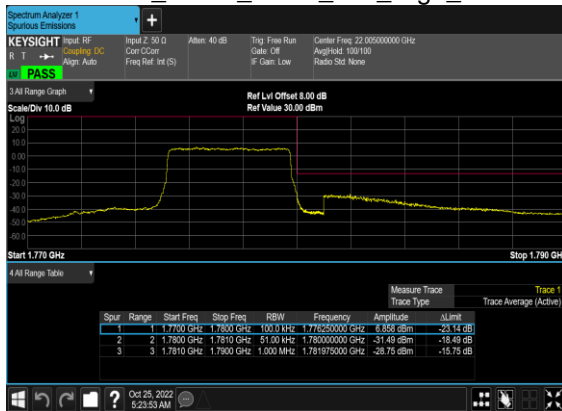 Spectrum Analyzer 1
Spurious Emissions
KEYSIGHT Input: RF Input Z: 50 Ω Atten: 40 dB Trig: Free Run Center Freq: 22.005000000 GHz
R T Coupling: DC Corr CCorr Gate: Off Avg|Hold: 100/100
Align: Auto Freq Ref: Int (S) IF Gain: Low Radio Std: None
PASS
3 All Range Graph
Ref Lvl Offset 8.00 dB
Scale/Div 10.0 dB Ref Value 30.00 dBm
Log
20.0
10.0
0.00
-10.0
-20.0
-30.0
-40.0
-50.0
-60.0
Start 1.770 GHz Stop 1.790 GHz
4 All Range Table
Measure Trace Trace 1
Trace Type Trace Average (Active)
Spur Range Start Freq Stop Freq RBW Frequency Amplitude ΔLimit
1 1 1.7700 GHz 1.7800 GHz 100.0 kHz 1.776250000 GHz 6.858 dBm -23.14 dB
2 2 1.7800 GHz 1.7810 GHz 51.00 kHz 1.780000000 GHz -31.49 dBm -18.49 dB
3 3 1.7810 GHz 1.7900 GHz 1.000 MHz 1.781975000 GHz -28.75 dBm -15.75 dB
Oct 25, 2022
5:23:53 AM